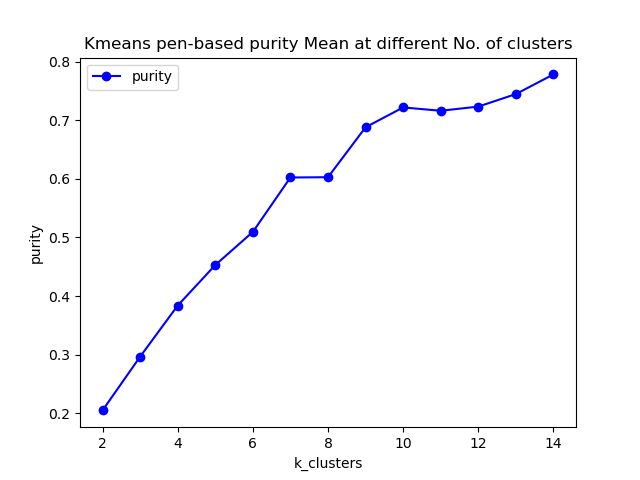 Kmeans pen-based purity Mean at different No. of clusters
purity
0.8
0.7
0.6
0.5
0.4
0.3
0.2
purity
2 4 6 8 10 12 14
k_clusters